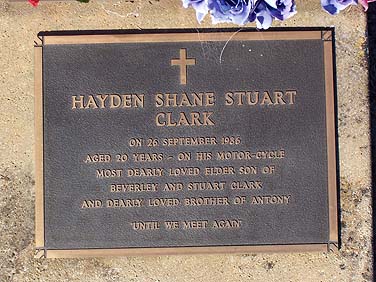 HAYDEN SHANE STUART
CLARK
ON 26 SEPTEMBER 1986
AGED 20 YEARS - ON HIS MOTOR-CYCLE
MOST DEARLY LOVED ELDER SON OF
BEVERLEY AND STUART CLARK
AND DEARLY LOVED BROTHER OF ANTONY
'UNTIL WE MEET AGAIN'